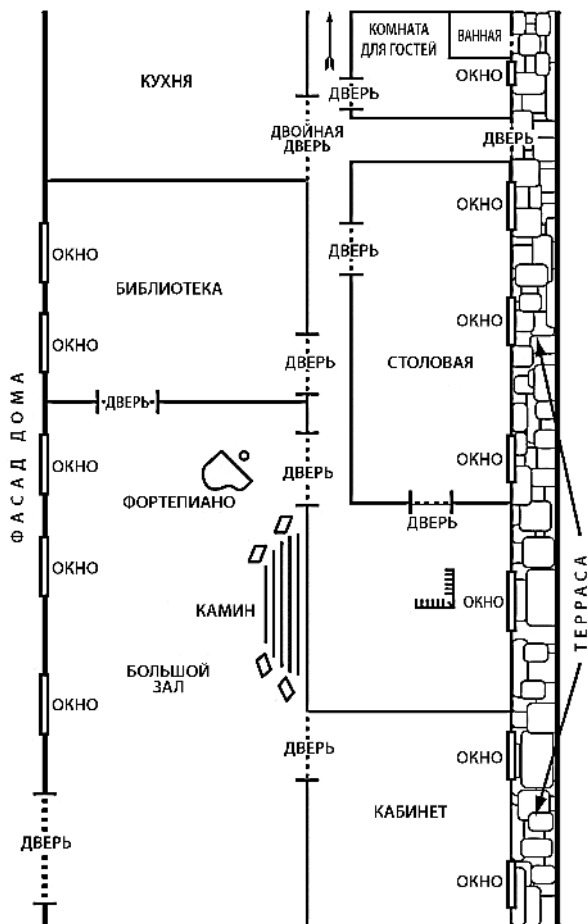 КОМНАТА
ДЛЯ ГОСТЕЙ
ВАННАЯ
КУХНЯ
ОКНО
ДВЕРЬ
ДВОЙНАЯ
ДВЕРЬ
ДВЕРЬ
ОКНО
ДВЕРЬ
ОКНО
БИБЛИОТЕКА
ОКНО
ОКНО
ДВЕРЬ
СТОЛОВАЯ
ДВЕРЬ
ФАСАД ДОМА
ОКНО
ДВЕРЬ
ОКНО
ФОРТЕПИАНО
ДВЕРЬ
ОКНО
КАМИН
ОКНО
ТЕРРАСА
БОЛЬШОЙ
ЗАЛ
ОКНО
ДВЕРЬ
ОКНО
КАБИНЕТ
ДВЕРЬ
ОКНО